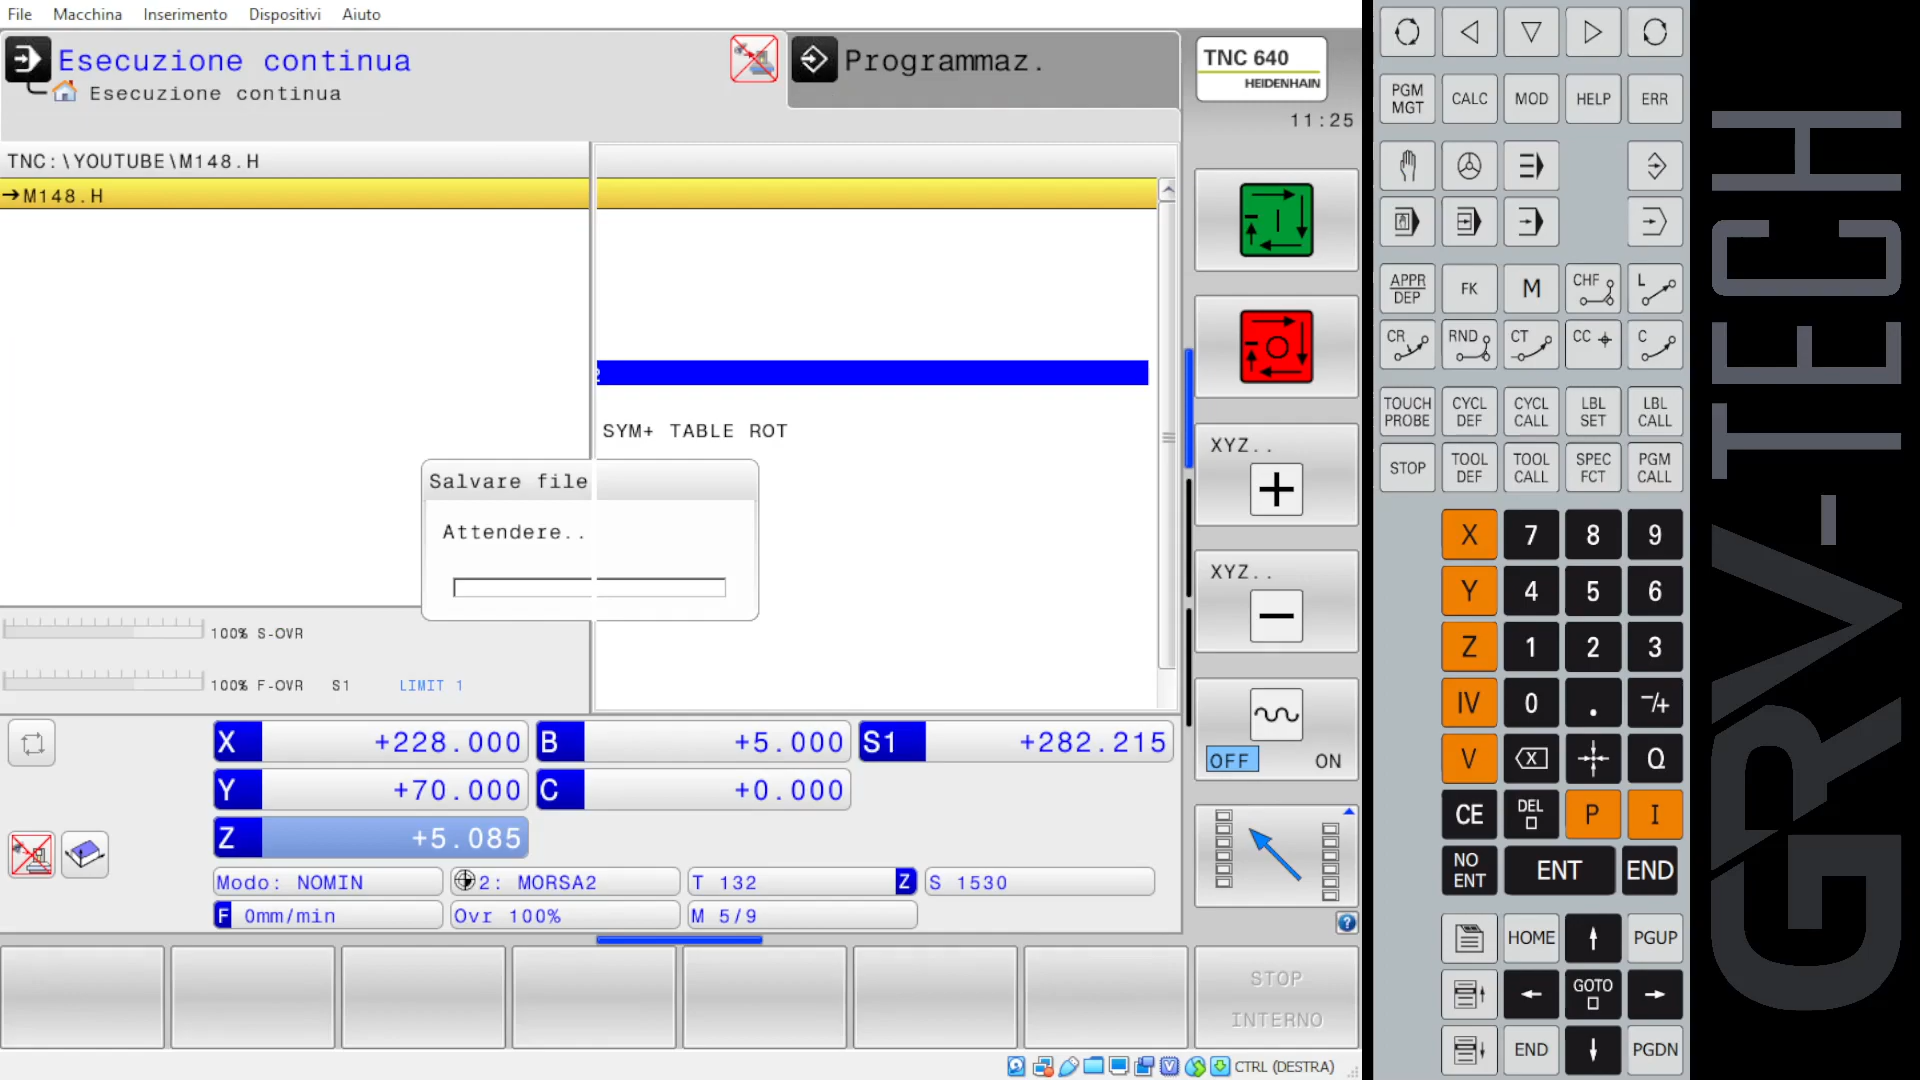 File Macchina Inserimento Dispositivi Aiuto
Esecuzione continua
Esecuzione continua
Programmaz.
TNC 640
HEIDENHAIN
11:25
TNC:\YOUTUBE\M148.H
→M148.H
SYM+ TABLE ROT
Salvare file
Attendere..
100% S-OVR
100% F-OVR S1 LIMIT 1
X +228.000 B +5.000 S1 +282.215
Y +70.000 C +0.000
Z +5.085
Modo: NOMIN 2: MORSA2 T 132 Z S 1530
F 0mm/min Ovr 100% M 5/9
XYZ..
+
XYZ..
−
OFF ON
STOP
INTERNO
CTRL (DESTRA)
PGM MGT CALC MOD HELP ERR
APPR DEP FK M CHF L
CR RND CT CC C
TOUCH PROBE CYCL DEF CYCL CALL LBL SET LBL CALL
STOP TOOL DEF TOOL CALL SPEC FCT PGM CALL
X 7 8 9
Y 4 5 6
Z 1 2 3
IV 0 . −/+
V X Q
CE DEL P I
NO ENT ENT END
HOME PGUP
GOTO
END PGDN
GRV-TECH